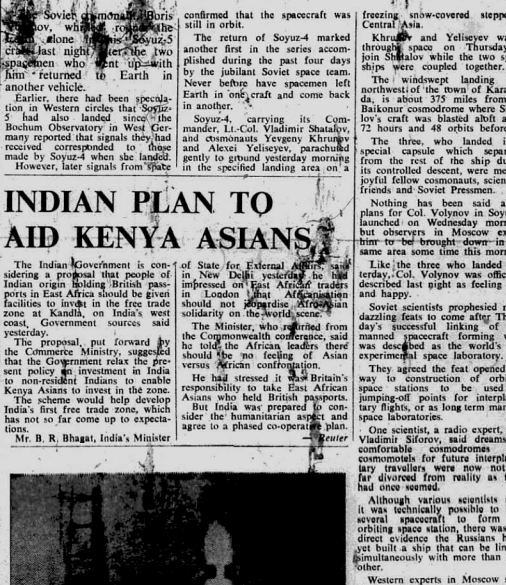 The Soviet cosmonaut, Boris
alone in his Soyuz-5
craft last night after the two
spacemen who went up with
him returned to Earth in
another vehicle.
Earlier, there had been specula-
tion in Western circles that Soyuz-
5 had also landed since the
Bochum Observatory in West Ger-
many reported that signals they had
received corresponded to those
made by Soyuz-4 when she landed.
However, later signals from space
confirmed that the spacecraft was
still in orbit.
The return of Soyuz-4 marked
another first in the series accom-
plished during the past four days
by the jubilant Soviet space team.
Never before have spacemen left
Earth in one craft and come back
in another.
Soyuz-4, carrying its Com-
mander, Lt.-Col. Vladimir Shatalov,
and cosmonauts Yevgeny Khrunov
and Alexei Yeliseyev, parachuted
gently to ground yesterday morning
in the specified landing area on a
freezing snow-covered steppe
Central Asia.
Khrunov and Yeliseyev w
through space on Thursday
join Shatalov while the two s
ships were coupled together.
The windswept landing
northwest of the town of Kara
da, is about 375 miles from
Baikonur cosmodrome where S
lov's craft was blasted aloft a
72 hours and 48 orbits before
The three, who landed i
special capsule which sepa
from the rest of the ship du
its controlled descent, were me
joyful fellow cosmonauts, scien
friends and Soviet Pressmen.
Nothing has been said a
plans for Col. Volynov in Soy
launched on Wednesday morn
but observers in Moscow ex
him to be brought down in
same area some time this mor
Like the three who landed
terday, Col. Volynov was offic
described last night as feeling
and happy.
Soviet scientists prophesied m
dazzling feats to come after Th
day's successful linking of
manned spacecraft forming w
was described as the world's
experimental space laboratory.
They agreed the feat opened
way to construction of orb
space stations to be used
jumping-off points for interpl
tary flights, or as long term man
space laboratories.
One scientist, a radio expert,
Vladimir Siforov, said dreams
comfortable cosmodromes
cosmomotels for future interpla
tary travellers were now not
far divorced from reality as t
had once seemed.
Although various scientists
it was technically possible to
several spacecraft to form
orbiting space station, there was
direct evidence the Russians h
yet built a ship that can be lin
simultaneously with more than
other.
Western experts in Moscow
INDIAN PLAN TO
AID KENYA ASIANS
The Indian Government is con-
sidering a proposal that people of
Indian origin holding British pass-
ports in East Africa should be given
facilities to invest in the free trade
zone at Kandla, on India's west
coast, Government sources said
yesterday.
The proposal, put forward by
the Commerce Ministry, suggested
that the Government relax the pre-
sent policy on investment in India
to non-resident Indians to enable
Kenya Asians to invest in the zone.
The scheme would help develop
India's first free trade zone, which
has not so far come up to expecta-
tions.
Mr. B. R. Bhagat, India's Minister
of State for External Affairs, said
in New Delhi yesterday he had
impressed on East African traders
in London that Africanisation
should not jeopardise Afro-Asian
solidarity on the world scene.
The Minister, who returned from
the Commonwealth conference, said
he told the African leaders there
should be no feeling of Asian
versus African confrontation.
He had stressed it was Britain's
responsibility to take East African
Asians who held British passports.
But India was prepared to con-
sider the humanitarian aspect and
agree to a phased co-operative plan.
— Reuter